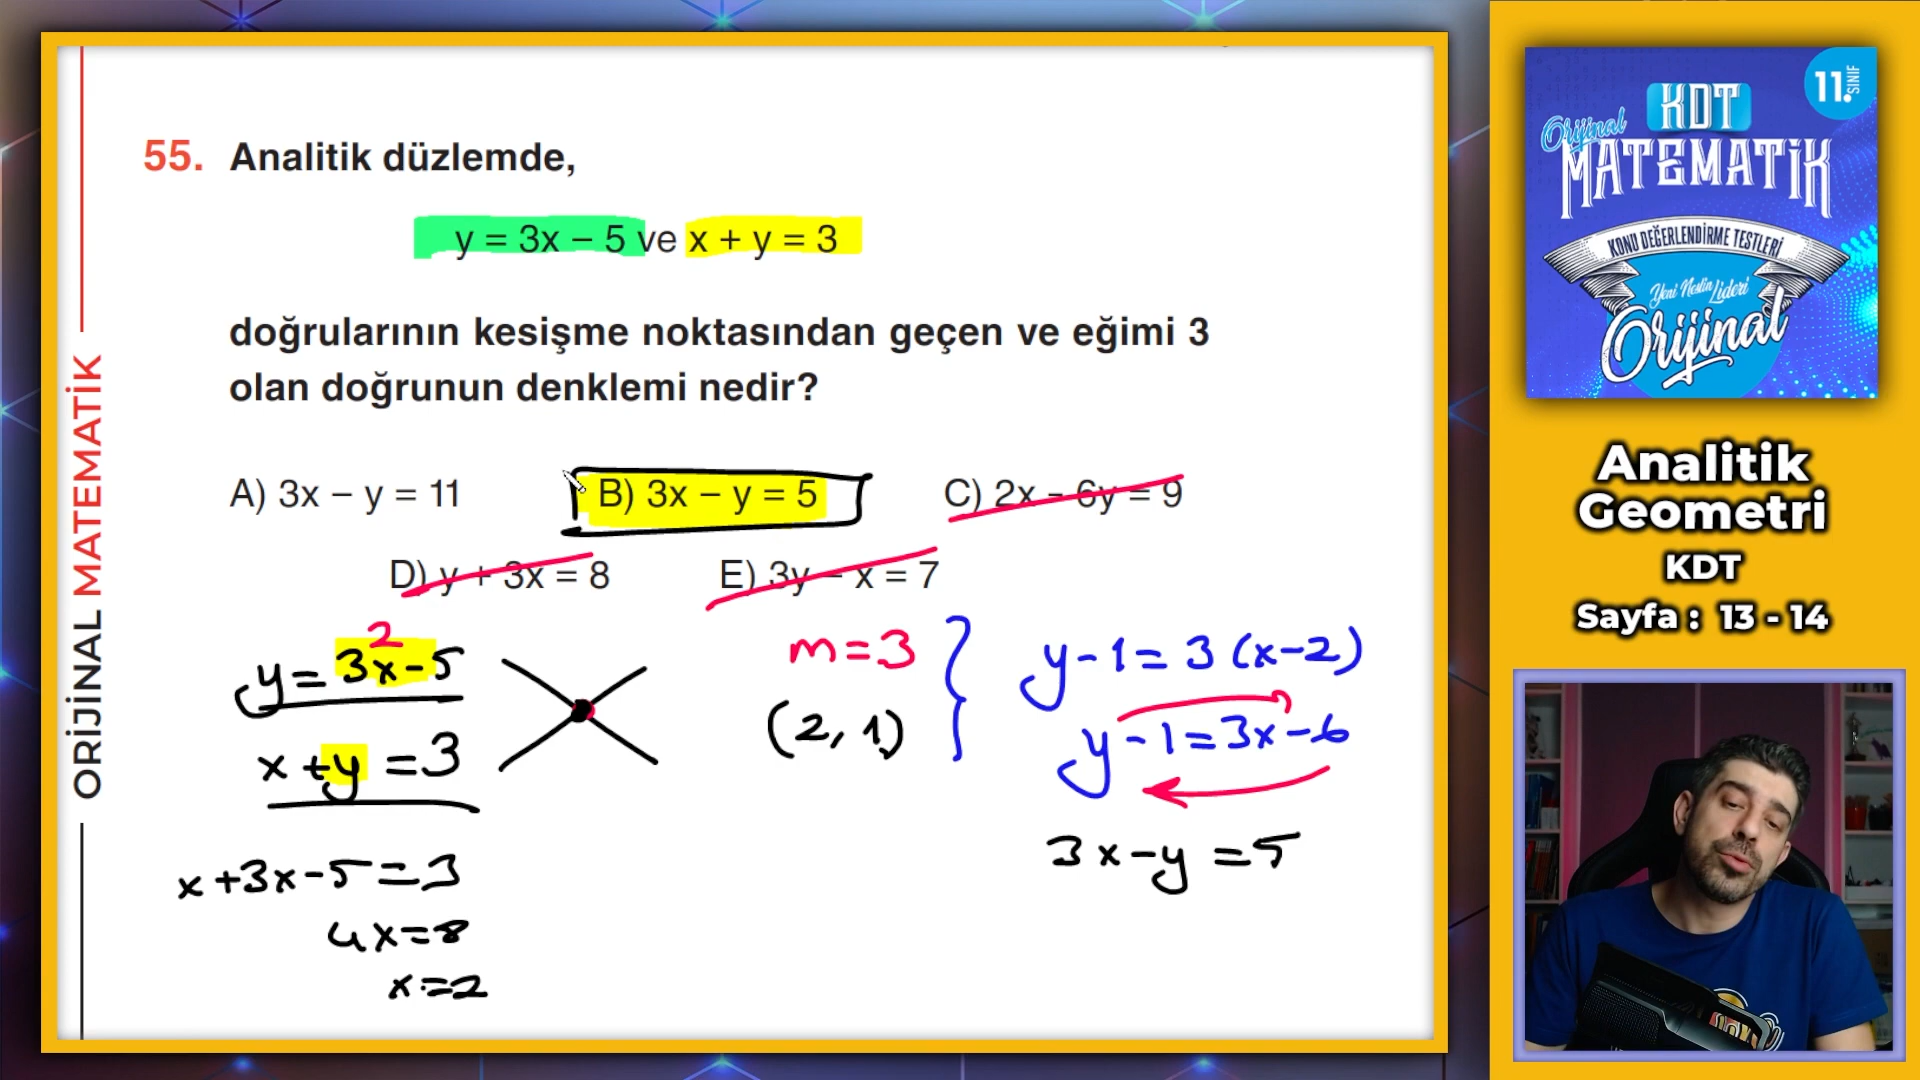 55. Analitik düzlemde,
y = 3x – 5 ve x + y = 3
doğrularının kesişme noktasından geçen ve eğimi 3
olan doğrunun denklemi nedir?
A) 3x – y = 11
B) 3x – y = 5
C) 2x – 6y = 9
D) y + 3x = 8
E) 3y – x = 7
2
y = 3x - 5
x + y = 3
x + 3x - 5 = 3
4x = 8
x = 2
m = 3
(2, 1)
y - 1 = 3 (x - 2)
y - 1 = 3x - 6
3x - y = 5
ORİJİNAL MATEMATİK
11. SINIF
KDT
Orijinal
MATEMATİK
KONU DEĞERLENDİRME TESTLERİ
Yeni Neslin Lideri
Orijinal
Analitik
Geometri
KDT
Sayfa : 13 - 14